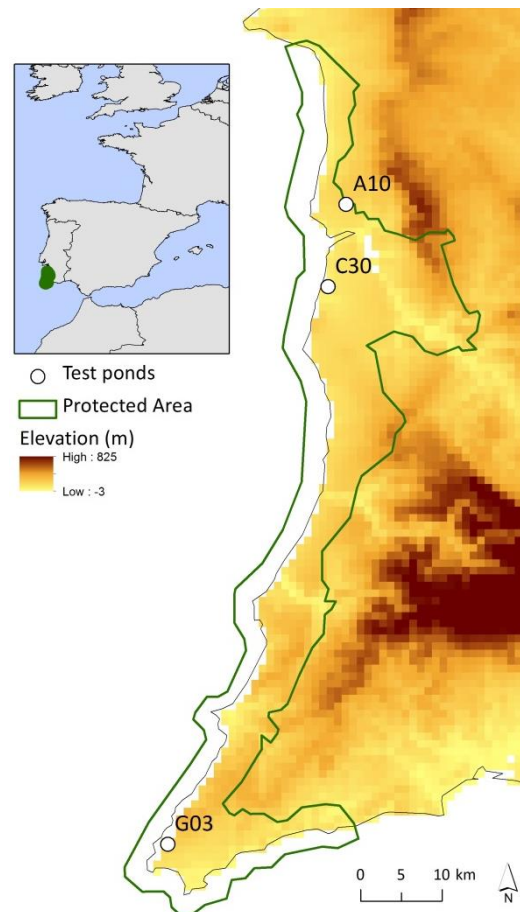 A10
C30
Test ponds
Protected Area
Elevation (m)
High : 825
Low : -3
G03
0 5 10 km
N